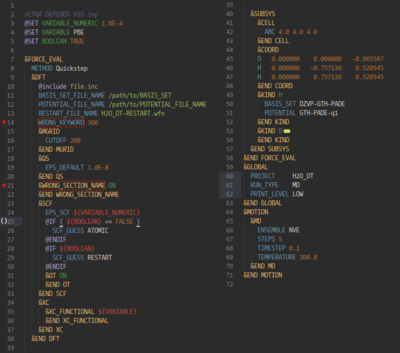 1
2 #CPQA DEPENDS H2O.inp
3 @SET VARIABLE_NUMERIC 1.0E-4
4 @SET VARIABLE PBE
5 @SET BOOLEAN TRUE
6
7 &FORCE_EVAL
8 METHOD Quickstep
9 &DFT
10 @include file.inc
11 BASIS_SET_FILE_NAME /path/to/BASIS_SET
12 POTENTIAL_FILE_NAME /path/to/POTENTIAL_FILE_NAME
13 RESTART_FILE_NAME H2O_OT-RESTART.wfn
14 WRONG_KEYWORD 300
15 &MGRID
16 CUTOFF 280
17 &END MGRID
18 &QS
19 EPS_DEFAULT 1.0E-8
20 &END QS
21 &WRONG_SECTION_NAME ON
22 &END WRONG_SECTION_NAME
23 &SCF
24 EPS_SCF ${VARIABLE_NUMERIC}
()25 @IF ( ${BOOLEAN} == FALSE )
26 SCF_GUESS ATOMIC
27 @ENDIF
28 @IF ${BOOLEAN}
29 SCF_GUESS RESTART
30 @ENDIF
31 &OT ON
32 &END OT
33 &END SCF
34 &XC
35 &XC_FUNCTIONAL ${VARIABLE}
36 &END XC_FUNCTIONAL
37 &END XC
38 &END DFT
39
39
40 &SUBSYS
41 &CELL
42 ABC 4.0 4.0 4.0
43 &END CELL
44 &COORD
45 O 0.000000 0.000000 -0.065587
46 H 0.000000 -0.757136 0.520545
47 H 0.000000 0.757136 0.520545
48 &END COORD
49 &KIND H
50 BASIS_SET DZVP-GTH-PADE
51 POTENTIAL GTH-PADE-q1
52 &END KIND
53 &KIND O
56 &END KIND
57 &END SUBSYS
58 &END FORCE_EVAL
59 &GLOBAL
60 PROJECT H2O_OT
61 RUN_TYPE MD
62 PRINT_LEVEL LOW
63 &END GLOBAL
64 &MOTION
65 &MD
66 ENSEMBLE NVE
67 STEPS 5
68 TIMESTEP 0.1
69 TEMPERATURE 300.0
70 &END MD
71 &END MOTION
72